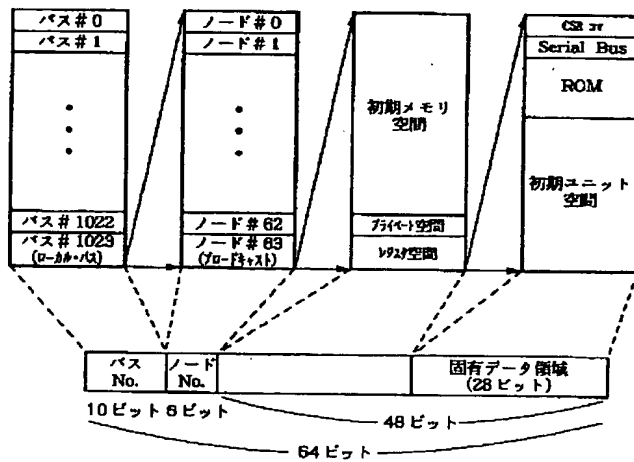 バス#0
バス#1
バス#1022
バス#1023
(ローカル・バス)
ノード#0
ノード#1
ノード#62
ノード#63
(ブロードキャスト)
初期メモリ
空間
プライベート空間
レジスタ空間
CSR ｺｱ
Serial Bus
ROM
初期ユニット
空間
バス
No.
ノード
No.
固有データ領域
(28ビット)
10ビット
6ビット
48ビット
64ビット